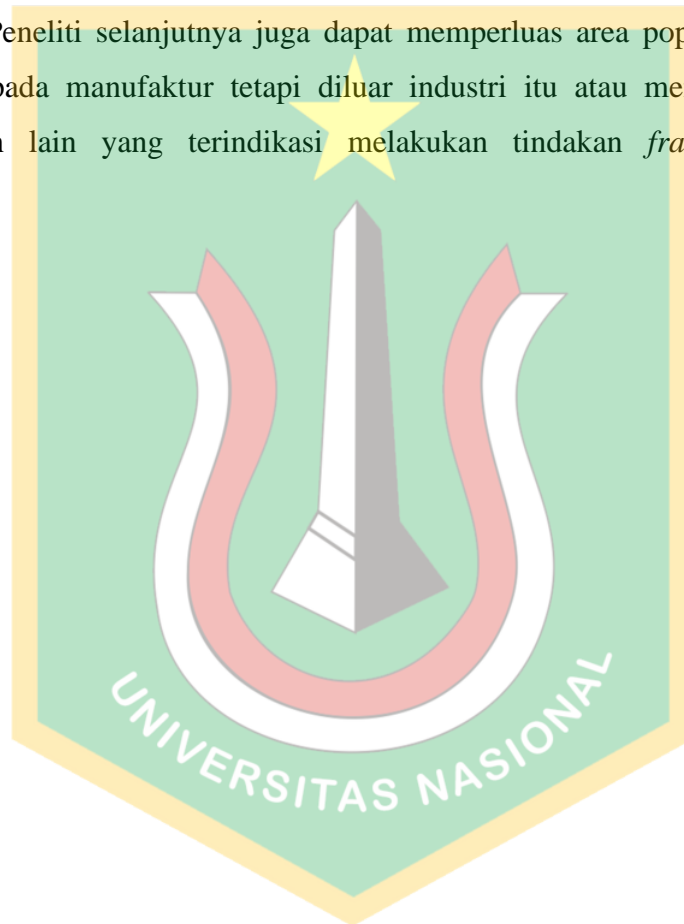 Peneliti selanjutnya juga dapat memperluas area pop
pada manufaktur tetapi diluar industri itu atau me
n lain yang terindikasi melakukan tindakan fra
UNIVERSITAS NASIONAL